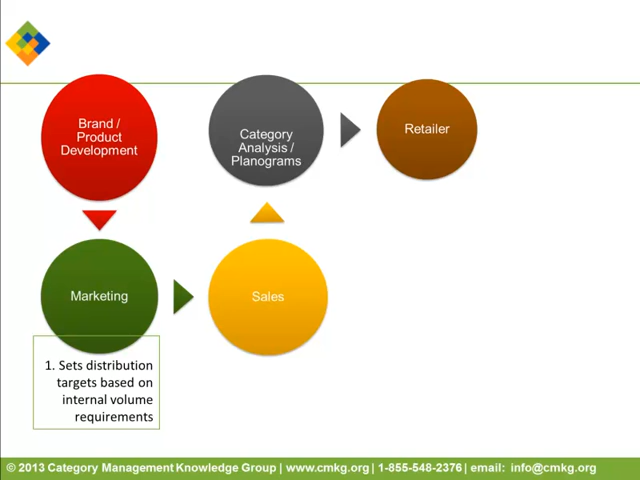 Brand /
Product
Development
Category
Analysis /
Planograms
Retailer
Marketing
Sales
1. Sets distribution
targets based on
internal volume
requirements
© 2013 Category Management Knowledge Group | www.cmkg.org | 1-855-548-2376 | email: info@cmkg.org